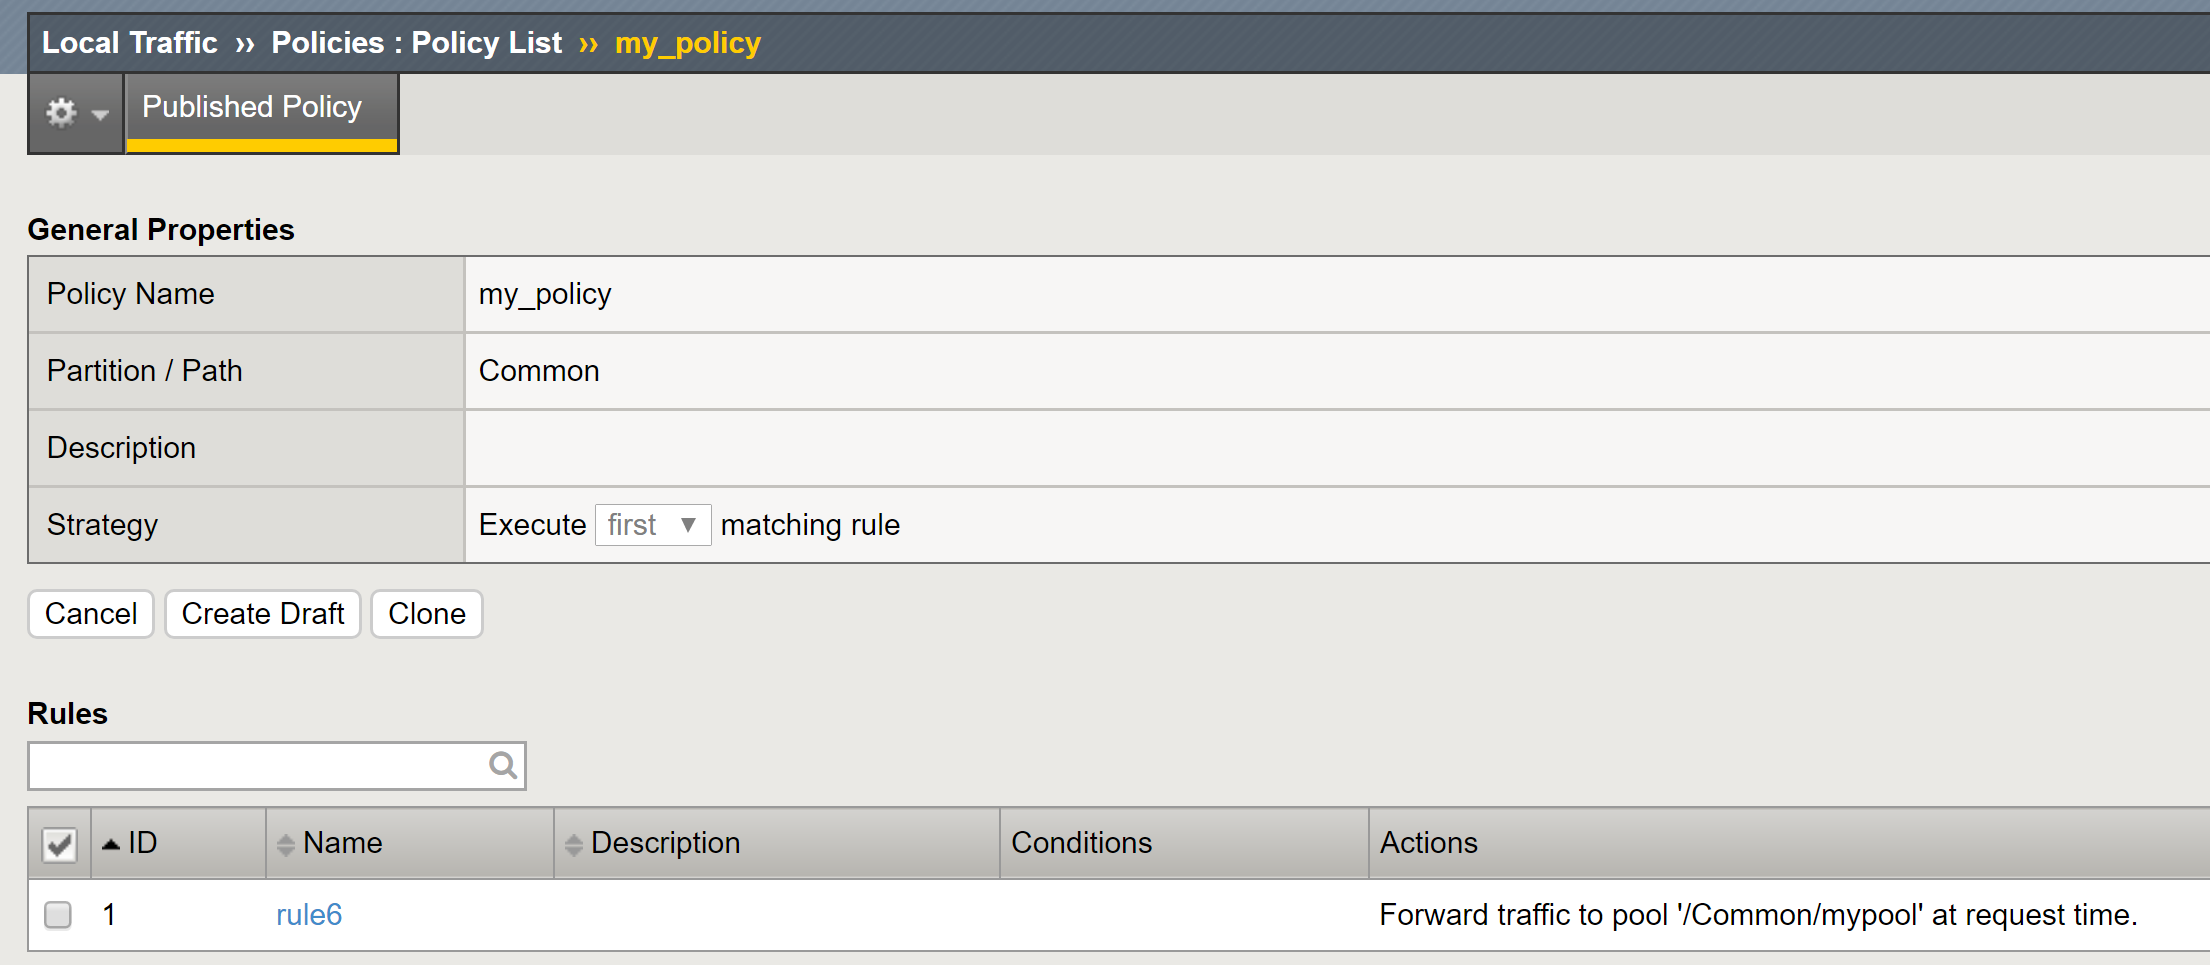 Local Traffic ›› Policies : Policy List ›› my_policy
Published Policy
General Properties
Policy Name my_policy
Partition / Path Common
Description
Strategy Execute first matching rule
Cancel Create Draft Clone
Rules
ID Name Description Conditions Actions
1 rule6 Forward traffic to pool '/Common/mypool' at request time.